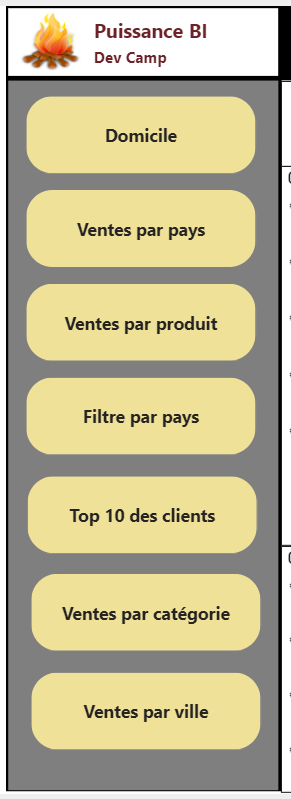 Puissance BI
Dev Camp
Domicile
Ventes par pays
Ventes par produit
Filtre par pays
Top 10 des clients
Ventes par catégorie
Ventes par ville